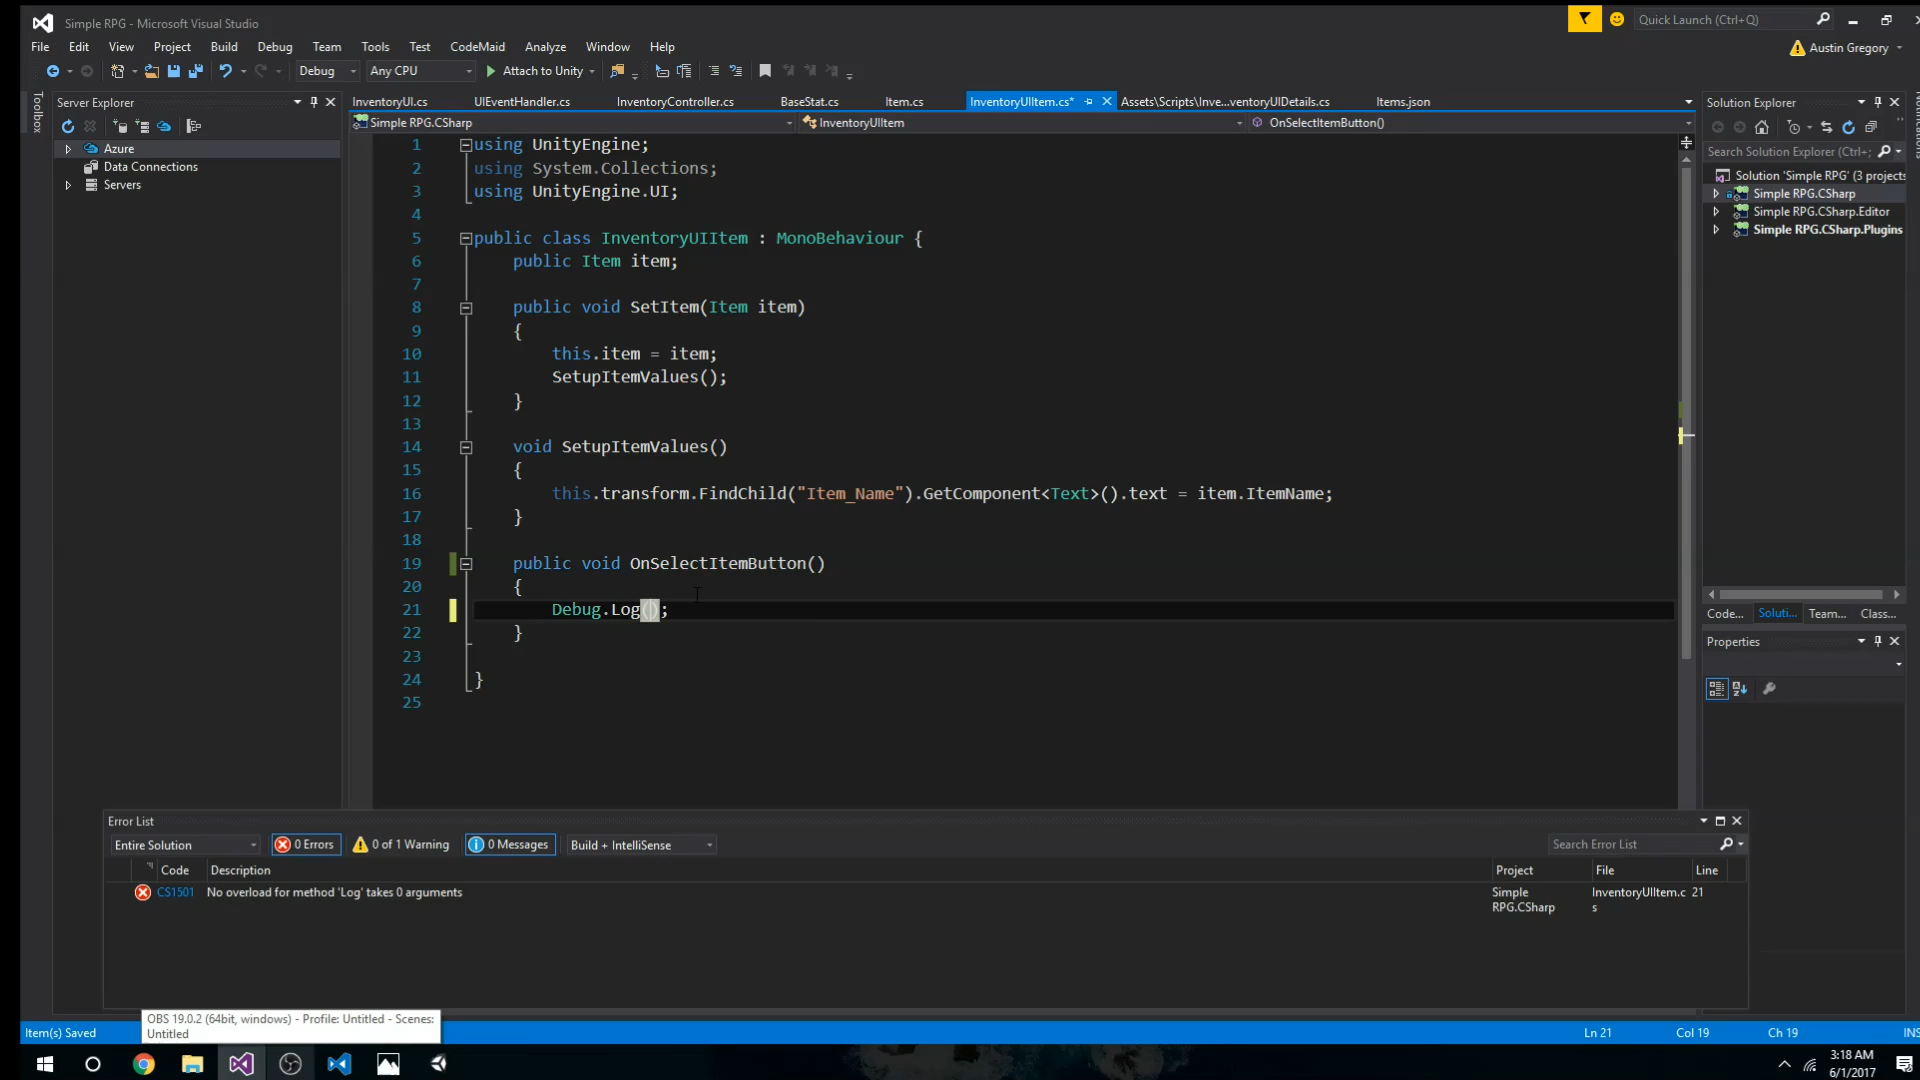 Simple RPG - Microsoft Visual Studio
Quick Launch (Ctrl+Q)
File Edit View Project Build Debug Team Tools Test CodeMaid Analyze Window Help
Austin Gregory
Debug Any CPU Attach to Unity
Toolbox
Server Explorer
Azure
Data Connections
Servers
InventoryUI.cs UIEventHandler.cs InventoryController.cs BaseStat.cs Item.cs InventoryUIItem.cs* Assets\Scripts\Inve...ventoryUIDetails.cs Items.json
Simple RPG.CSharp InventoryUIItem OnSelectItemButton()
1 using UnityEngine;
2 using System.Collections;
3 using UnityEngine.UI;
4
5 public class InventoryUIItem : MonoBehaviour {
6 public Item item;
7
8 public void SetItem(Item item)
9 {
10 this.item = item;
11 SetupItemValues();
12 }
13
14 void SetupItemValues()
15 {
16 this.transform.FindChild("Item_Name").GetComponent<Text>().text = item.ItemName;
17 }
18
19 public void OnSelectItemButton()
20 {
21 Debug.Log();
22 }
23
24 }
25
Solution Explorer
Search Solution Explorer (Ctrl+;
Solution 'Simple RPG' (3 projects
Simple RPG.CSharp
Simple RPG.CSharp.Editor
Simple RPG.CSharp.Plugins
Code... Soluti... Team... Class...
Properties
Notifications
Error List
Entire Solution 0 Errors 0 of 1 Warning 0 Messages Build + IntelliSense Search Error List
Code Description Project File Line
CS1501 No overload for method 'Log' takes 0 arguments Simple InventoryUIItem.c 21
RPG.CSharp s
OBS 19.0.2 (64bit, windows) - Profile: Untitled - Scenes:
Untitled
Item(s) Saved Ln 21 Col 19 Ch 19 INS
3:18 AM
6/1/2017